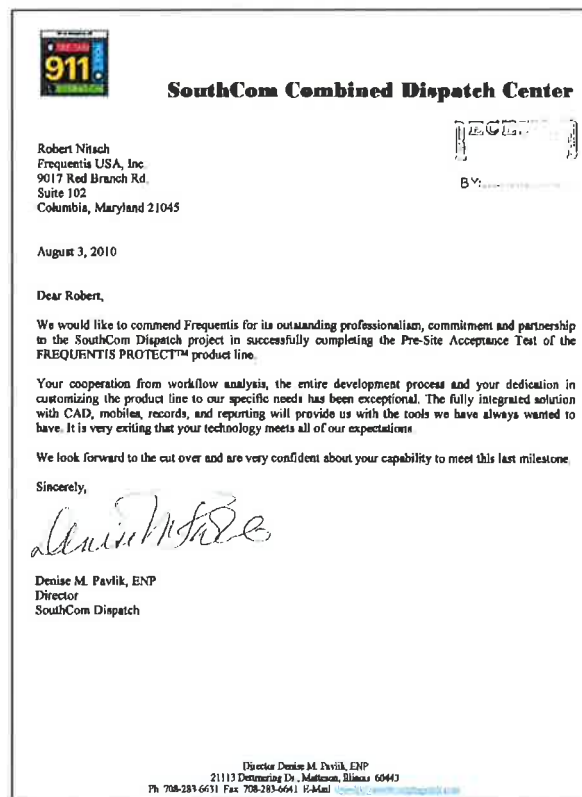 911
SouthCom Combined Dispatch Center
BY:
Robert Nitsch
Frequentis USA, Inc.
9017 Red Branch Rd.
Suite 102
Columbia, Maryland 21045
August 3, 2010
Dear Robert,
We would like to commend Frequentis for its outstanding professionalism, commitment and partnership
to the SouthCom Dispatch project in successfully completing the Pre-Site Acceptance Test of the
FREQUENTIS PROTECT™ product line.
Your cooperation from workflow analysis, the entire development process and your dedication in
customizing the product line to our specific needs has been exceptional. The fully integrated solution
with CAD, mobiles, records, and reporting will provide us with the tools we have always wanted to
have. It is very exiting that your technology meets all of our expectations.
We look forward to the cut over and are very confident about your capability to meet this last milestone.
Sincerely,
Denise M. Pavlik, ENP
Director
SouthCom Dispatch
Director Denise M. Pavlik, ENP
21113 Dettmering Dr., Matteson, Illinois 60443
Ph 708-283-6631 Fax 708-283-6641 E-Mail